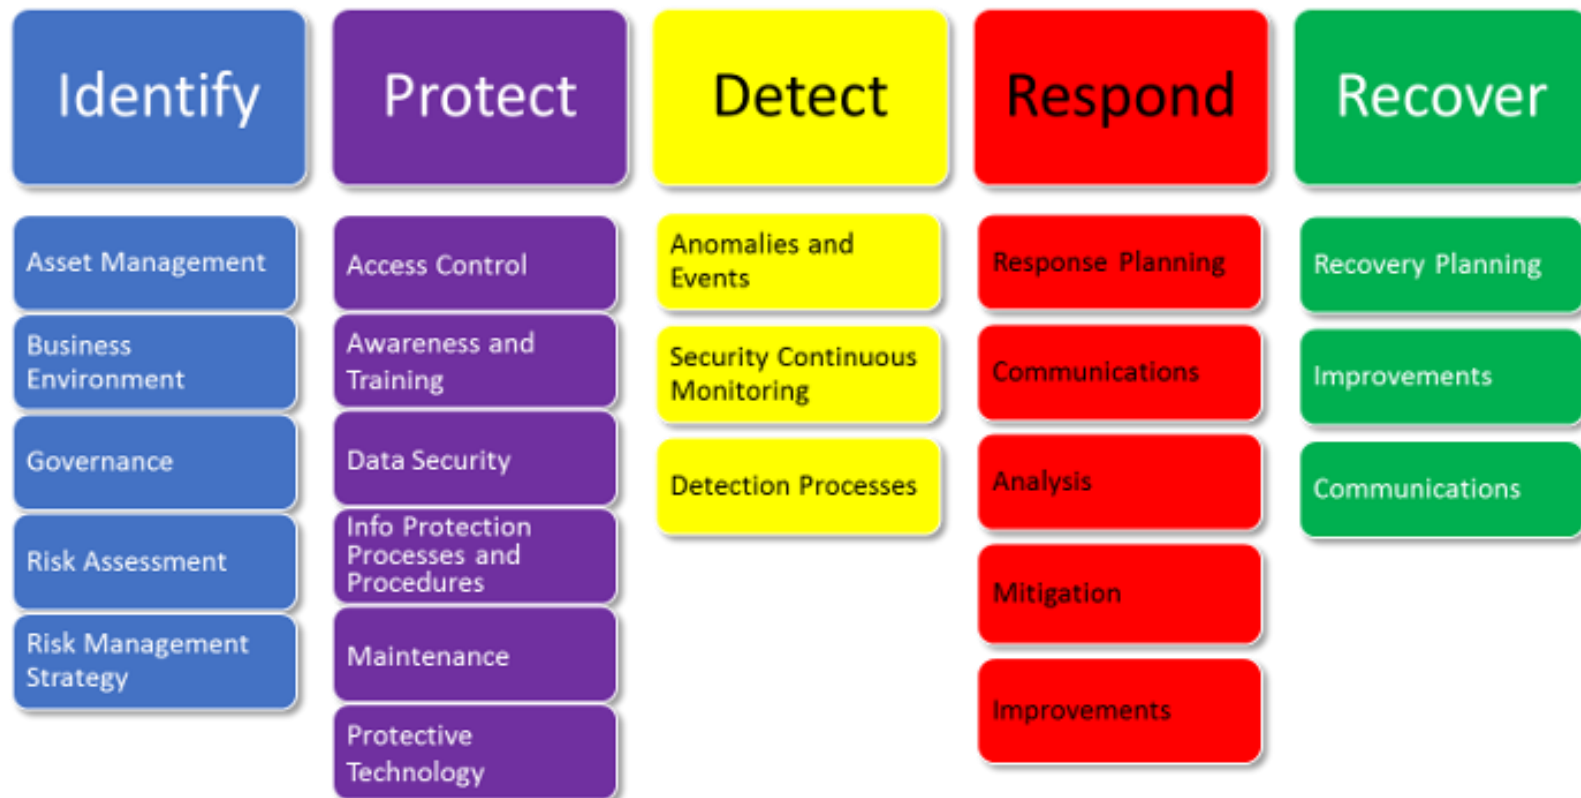 Identify
Protect
Detect
Respond
Recover
Asset Management
Business
Environment
Governance
Risk Assessment
Risk Management
Strategy
Access Control
Awareness and
Training
Data Security
Info Protection
Processes and
Procedures
Maintenance
Protective
Technology
Anomalies and
Events
Security Continuous
Monitoring
Detection Processes
Response Planning
Communications
Analysis
Mitigation
Improvements
Recovery Planning
Improvements
Communications